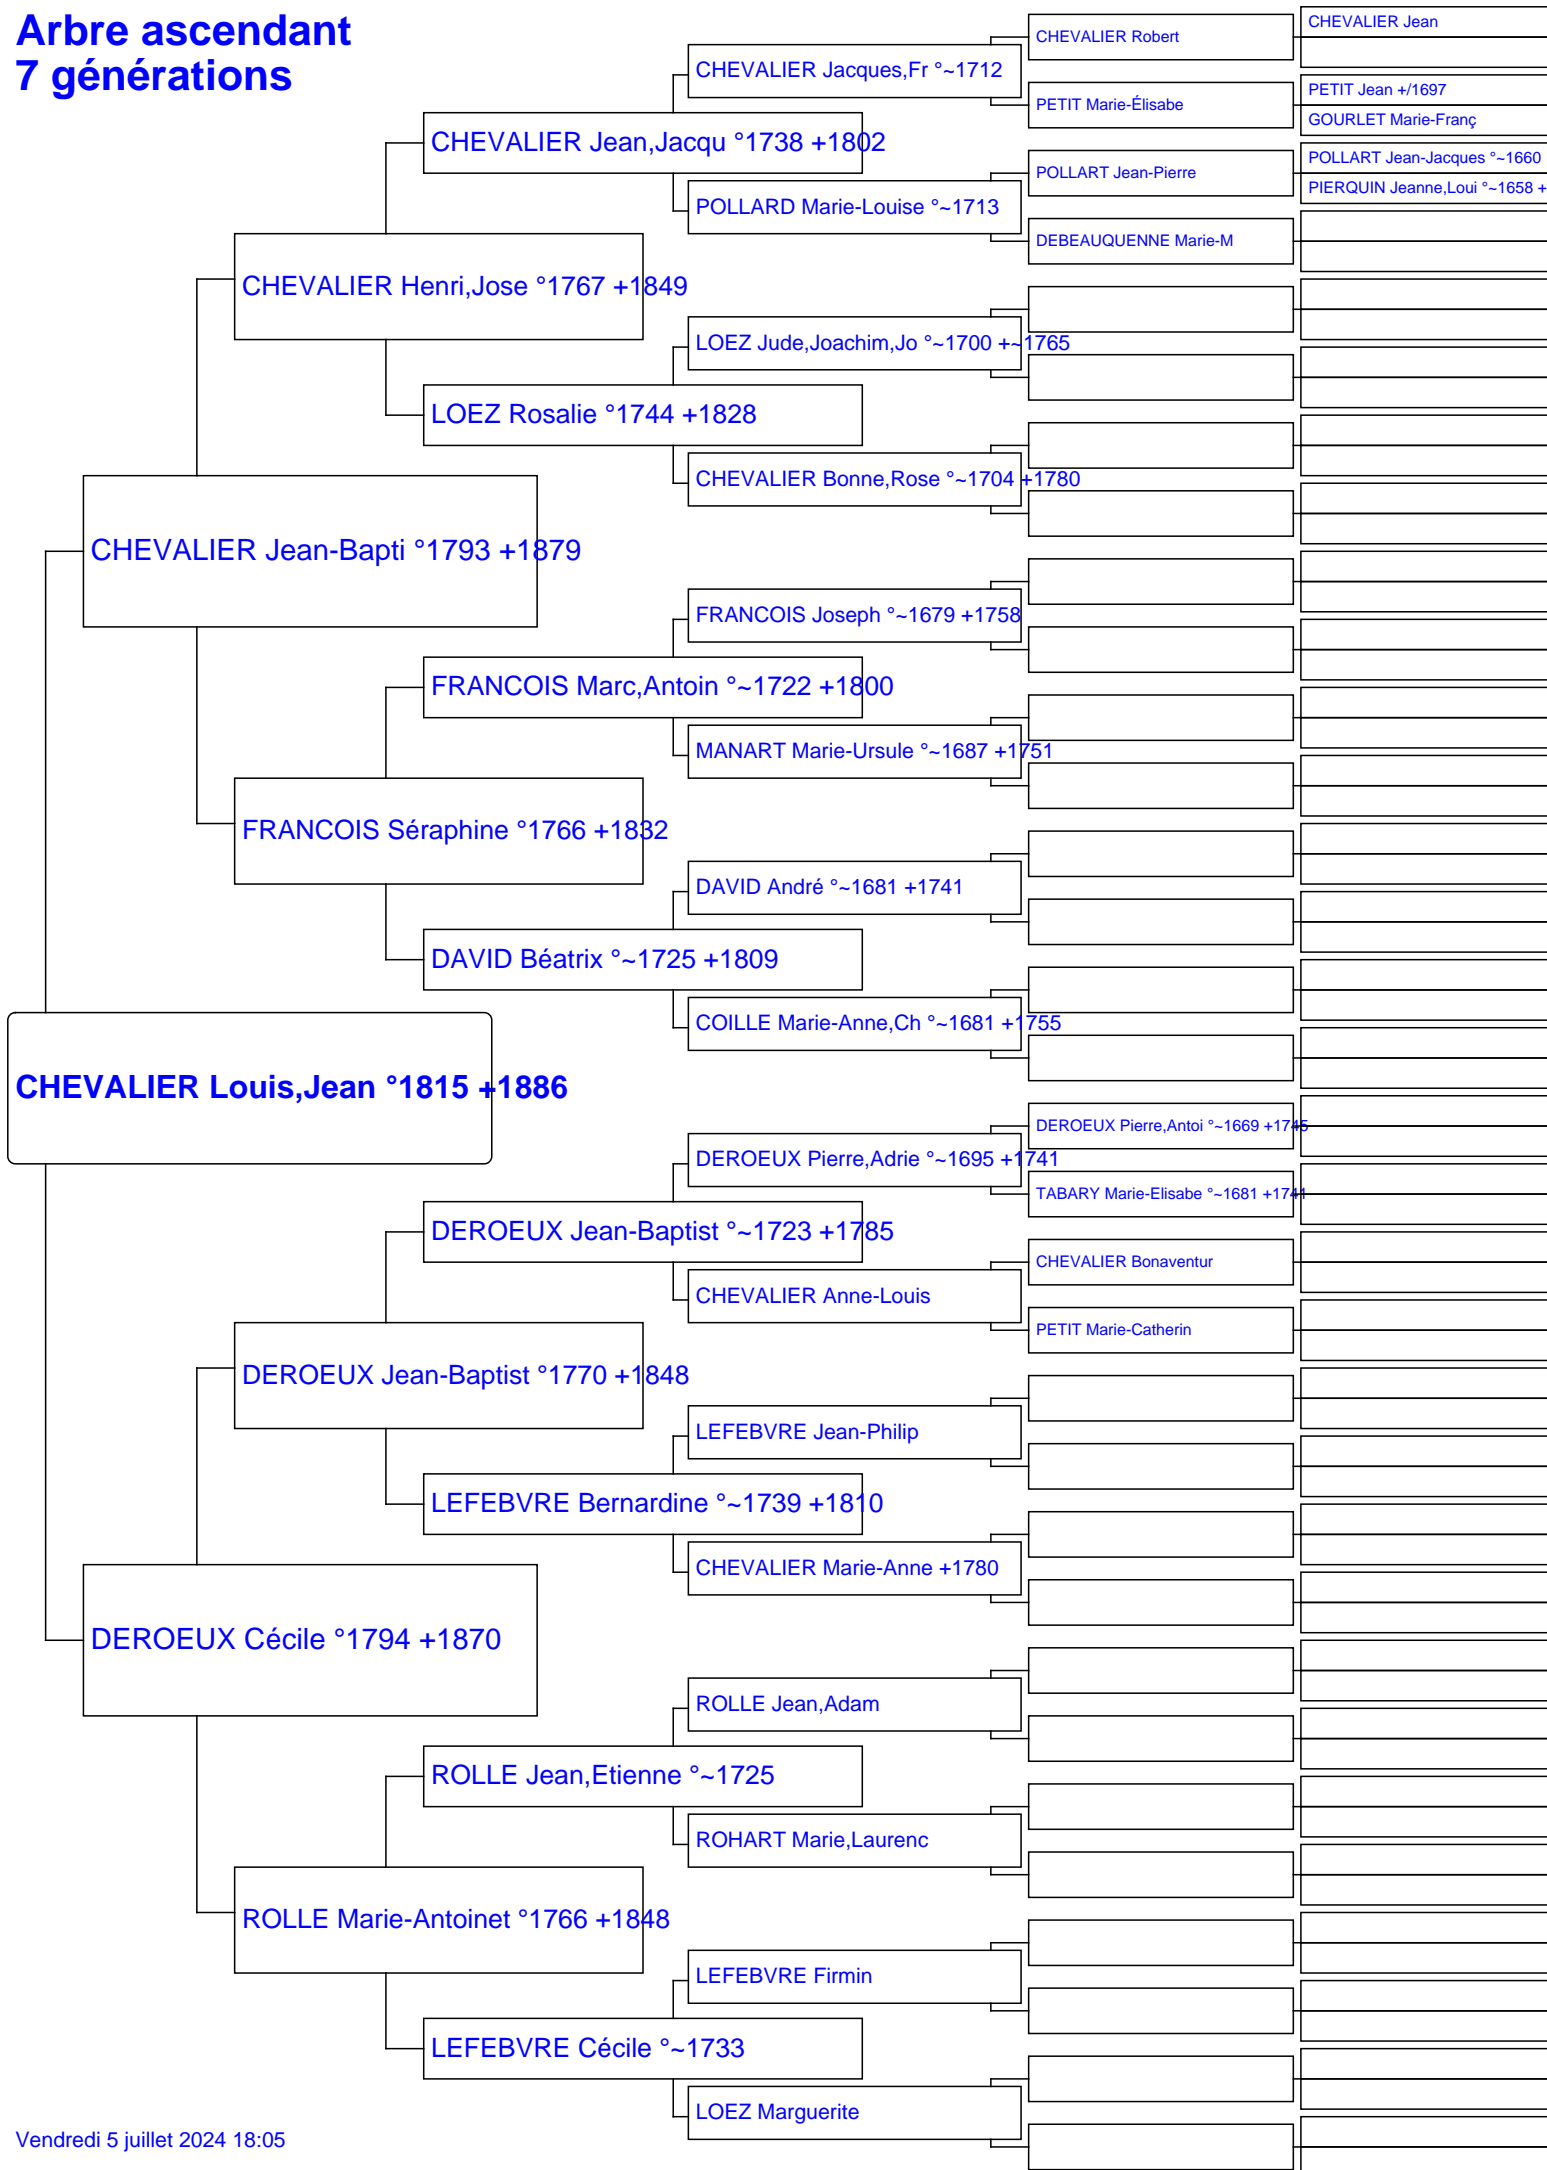 Arbre ascendant
7 générations
CHEVALIER Louis,Jean °1815 +1886
CHEVALIER Jean-Bapti °1793 +1879
DEROEUX Cécile °1794 +1870
CHEVALIER Henri,Jose °1767 +1849
FRANCOIS Séraphine °1766 +1832
DEROEUX Jean-Baptist °1770 +1848
ROLLE Marie-Antoinet °1766 +1848
CHEVALIER Jean,Jacqu °1738 +1802
LOEZ Rosalie °1744 +1828
FRANCOIS Marc,Antoin °~1722 +1800
DAVID Béatrix °~1725 +1809
DEROEUX Jean-Baptist °~1723 +1785
LEFEBVRE Bernardine °~1739 +1810
ROLLE Jean,Etienne °~1725
LEFEBVRE Cécile °~1733
CHEVALIER Jacques,Fr °~1712
POLLARD Marie-Louise °~1713
LOEZ Jude,Joachim,Jo °~1700 +~1765
CHEVALIER Bonne,Rose °~1704 +1780
FRANCOIS Joseph °~1679 +1758
MANART Marie-Ursule °~1687 +1751
DAVID André °~1681 +1741
COILLE Marie-Anne,Ch °~1681 +1755
DEROEUX Pierre,Adrie °~1695 +1741
CHEVALIER Anne-Louis
LEFEBVRE Jean-Philip
CHEVALIER Marie-Anne +1780
ROLLE Jean,Adam
ROHART Marie,Laurenc
LEFEBVRE Firmin
LOEZ Marguerite
CHEVALIER Robert
PETIT Marie-Élisabe
POLLART Jean-Pierre
DEBEAUQUENNE Marie-M
DEROEUX Pierre,Antoi °~1669 +1745
TABARY Marie-Elisabe °~1681 +1741
CHEVALIER Bonaventur
PETIT Marie-Catherin
CHEVALIER Jean
PETIT Jean +/1697
GOURLET Marie-Franç
POLLART Jean-Jacques °~1660
PIERQUIN Jeanne,Loui °~1658 +
Vendredi 5 juillet 2024 18:05